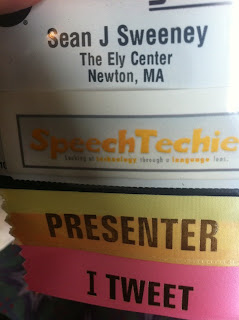 Sean J Sweeney
The Ely Center
Newton, MA
SpeechTechie
Looking at technology through a language lens.
PRESENTER
I TWEET